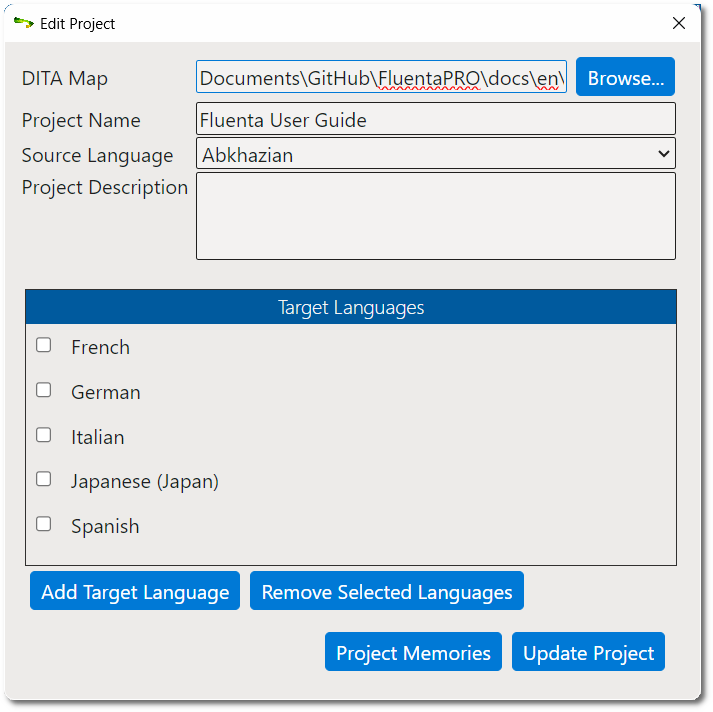 Edit Project
DITA Map Documents\GitHub\FluentaPRO\docs\en\ Browse...
Project Name Fluenta User Guide
Source Language Abkhazian
Project Description
Target Languages
French
German
Italian
Japanese (Japan)
Spanish
Add Target Language Remove Selected Languages
Project Memories Update Project